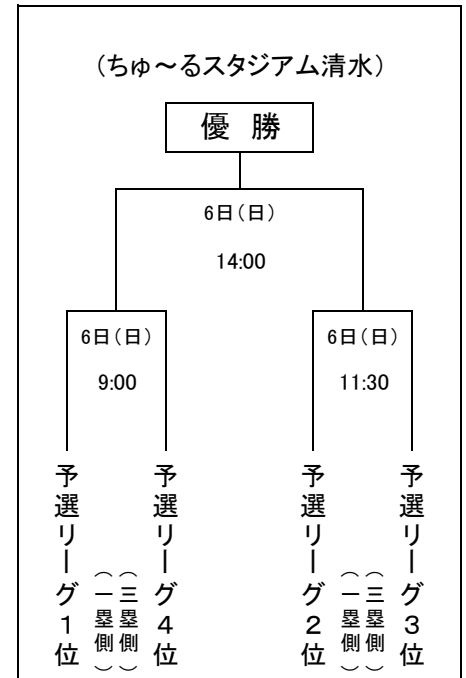 (ちゅ～るスタジアム清水)
優 勝
6日(日)
14:00
6日(日)
9:00
6日(日)
11:30
予選リーグ1位
(一塁側)
(三塁側)
予選リーグ4位
予選リーグ2位
(一塁側)
(三塁側)
予選リーグ3位